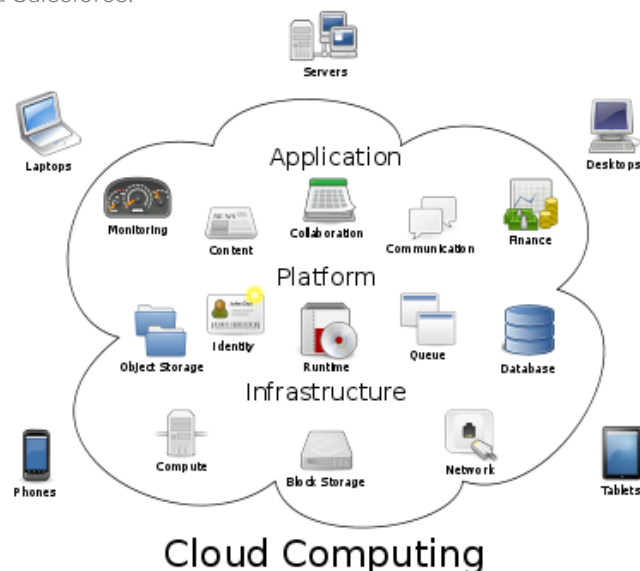 Salesforce.
Servers
Laptops
Desktops
Application
Monitoring
Content
Collaboration
Communication
Finance
Platform
Object Storage
Identity
Runtime
Queue
Database
Infrastructure
Compute
Block Storage
Network
Phones
Tablets
Cloud Computing